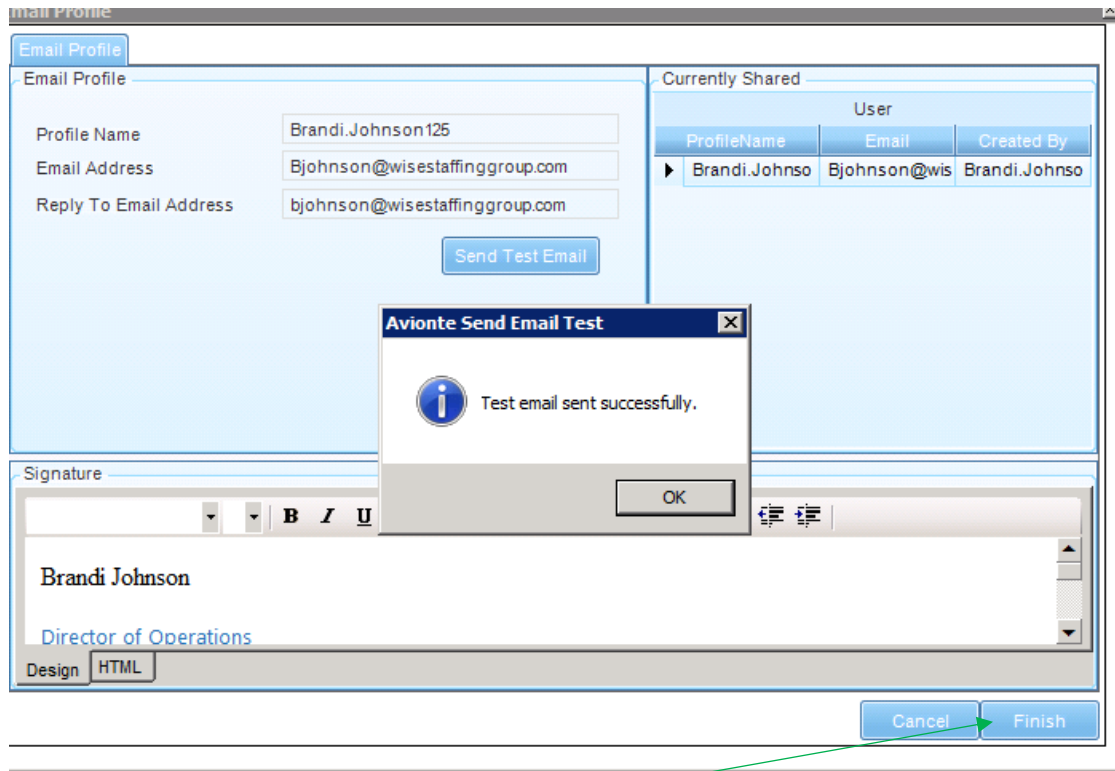 Email Profile
Email Profile
Email Profile
Profile Name
Brandi.Johnson125
Email Address
Bjohnson@wisestaffinggroup.com
Reply To Email Address
bjohnson@wisestaffinggroup.com
Send Test Email
Currently Shared
User
ProfileName Email Created By
Brandi.Johnso Bjohnson@wis Brandi.Johnso
Avionte Send Email Test
Test email sent successfully.
OK
Signature
B I U
Brandi Johnson
Director of Operations
Design HTML
Cancel Finish